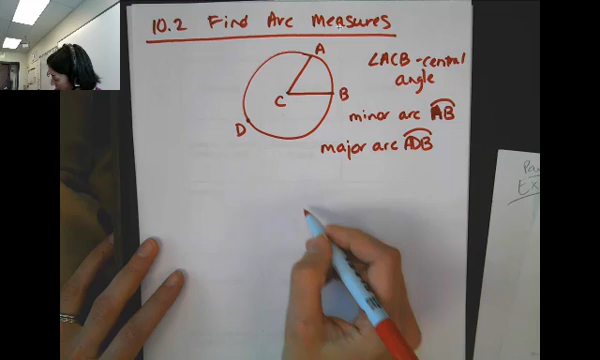 10.2 Find Arc Measures
A
∠ACB - central
angle
C
B
minor arc AB
D
major arc ADB